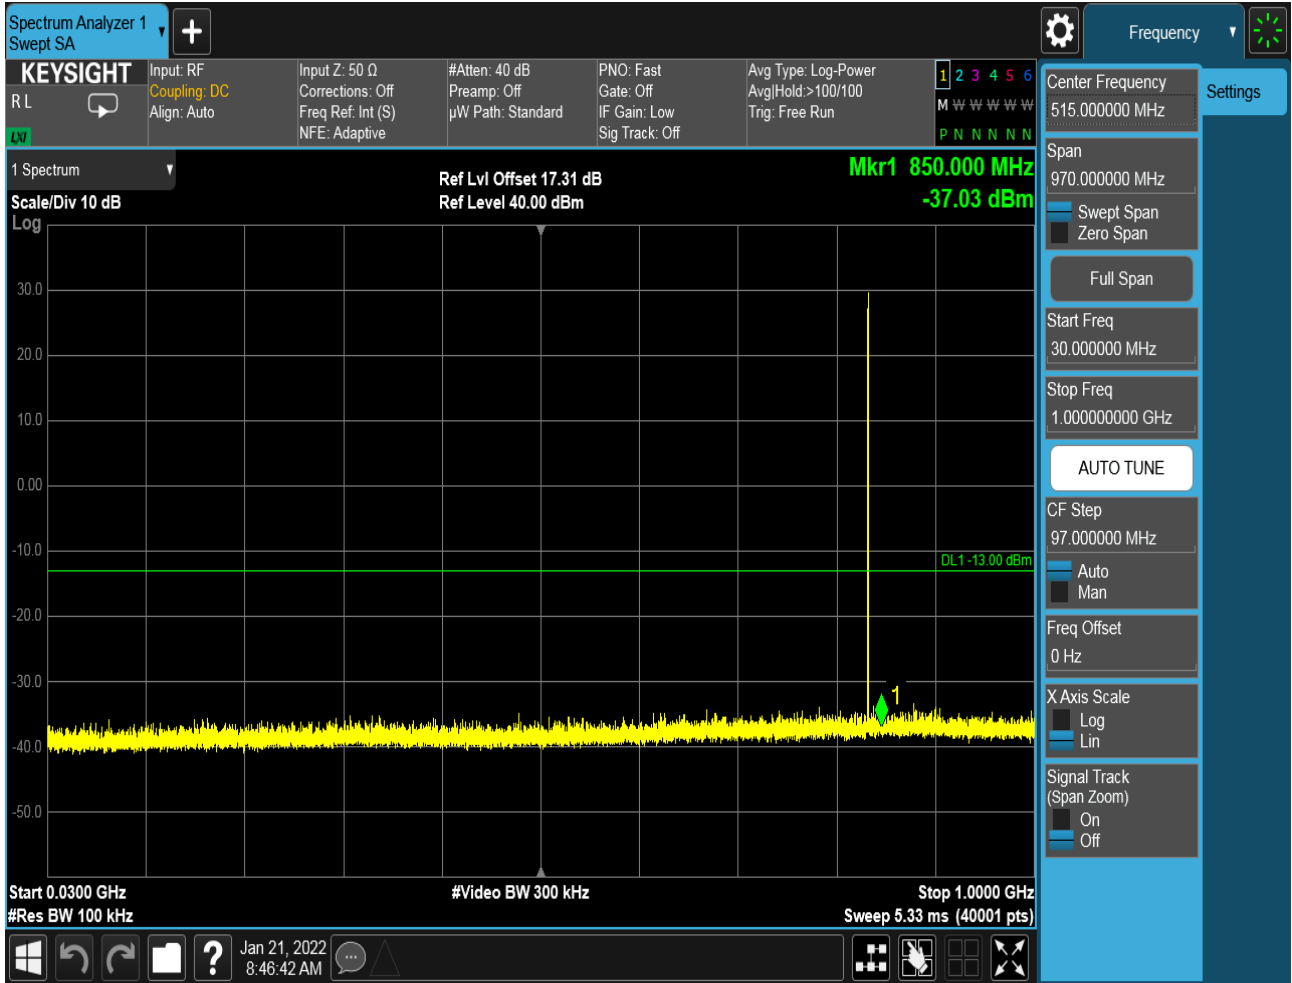 Spectrum Analyzer 1
Swept SA
Frequency
KEYSIGHT
R L
LXI
Input: RF
Coupling: DC
Align: Auto
Input Z: 50 Ω
Corrections: Off
Freq Ref: Int (S)
NFE: Adaptive
#Atten: 40 dB
Preamp: Off
µW Path: Standard
PNO: Fast
Gate: Off
IF Gain: Low
Sig Track: Off
Avg Type: Log-Power
Avg|Hold:>100/100
Trig: Free Run
1 2 3 4 5 6
M W W W W W
P N N N N N
1 Spectrum
Scale/Div 10 dB
Log
Ref Lvl Offset 17.31 dB
Ref Level 40.00 dBm
Mkr1 850.000 MHz
-37.03 dBm
30.0
20.0
10.0
0.00
-10.0
-20.0
-30.0
-40.0
-50.0
DL1 -13.00 dBm
1
Start 0.0300 GHz
#Res BW 100 kHz
#Video BW 300 kHz
Stop 1.0000 GHz
Sweep 5.33 ms (40001 pts)
Jan 21, 2022
8:46:42 AM
?
Center Frequency
515.000000 MHz
Settings
Span
970.000000 MHz
Swept Span
Zero Span
Full Span
Start Freq
30.000000 MHz
Stop Freq
1.000000000 GHz
AUTO TUNE
CF Step
97.000000 MHz
Auto
Man
Freq Offset
0 Hz
X Axis Scale
Log
Lin
Signal Track
(Span Zoom)
On
Off